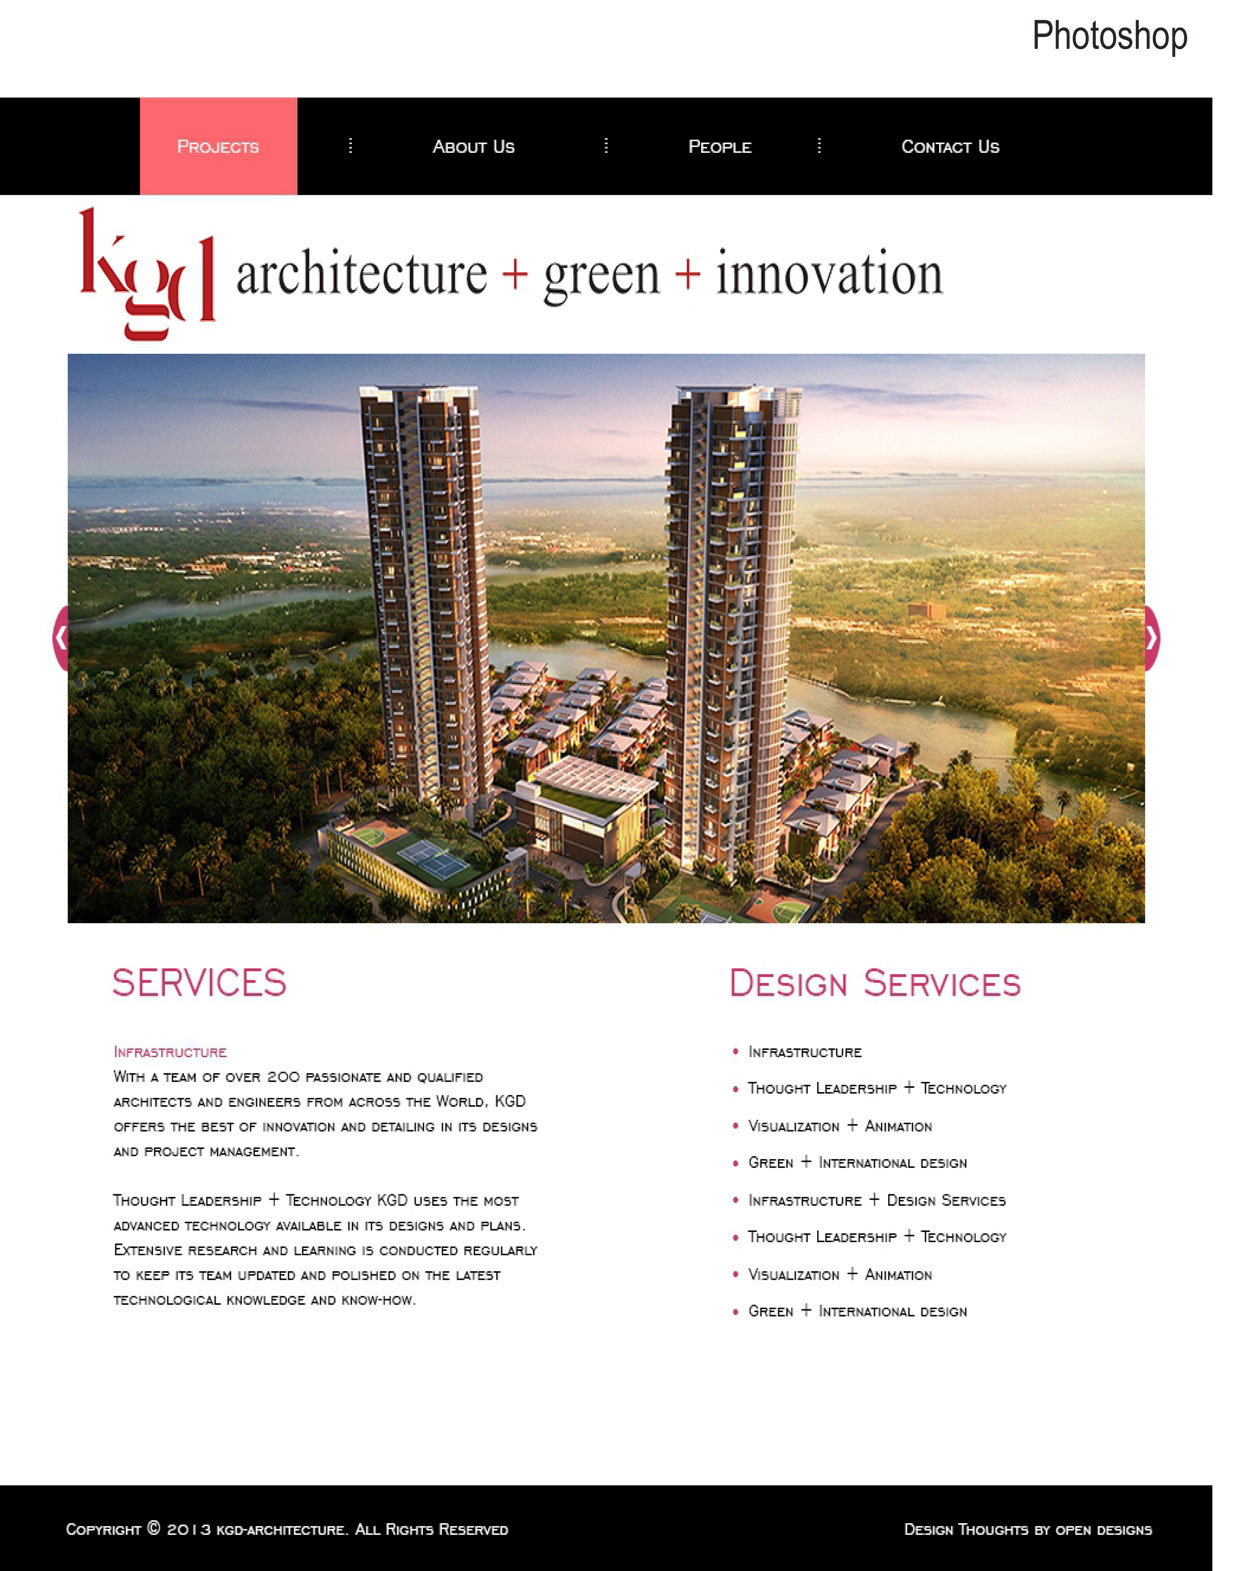 Photoshop
Projects
About Us
People
Contact Us
kgd architecture + green + innovation
SERVICES
Infrastructure
With a team of over 200 passionate and qualified
architects and engineers from across the World, KGD
offers the best of innovation and detailing in its designs
and project management.
Thought Leadership + Technology KGD uses the most
advanced technology available in its designs and plans.
Extensive research and learning is conducted regularly
to keep its team updated and polished on the latest
technological knowledge and know-how.
Design Services
• Infrastructure
• Thought Leadership + Technology
• Visualization + Animation
• Green + International design
• Infrastructure + Design Services
• Thought Leadership + Technology
• Visualization + Animation
• Green + International design
Copyright © 2013 kgd-architecture. All Rights Reserved
Design Thoughts by open designs